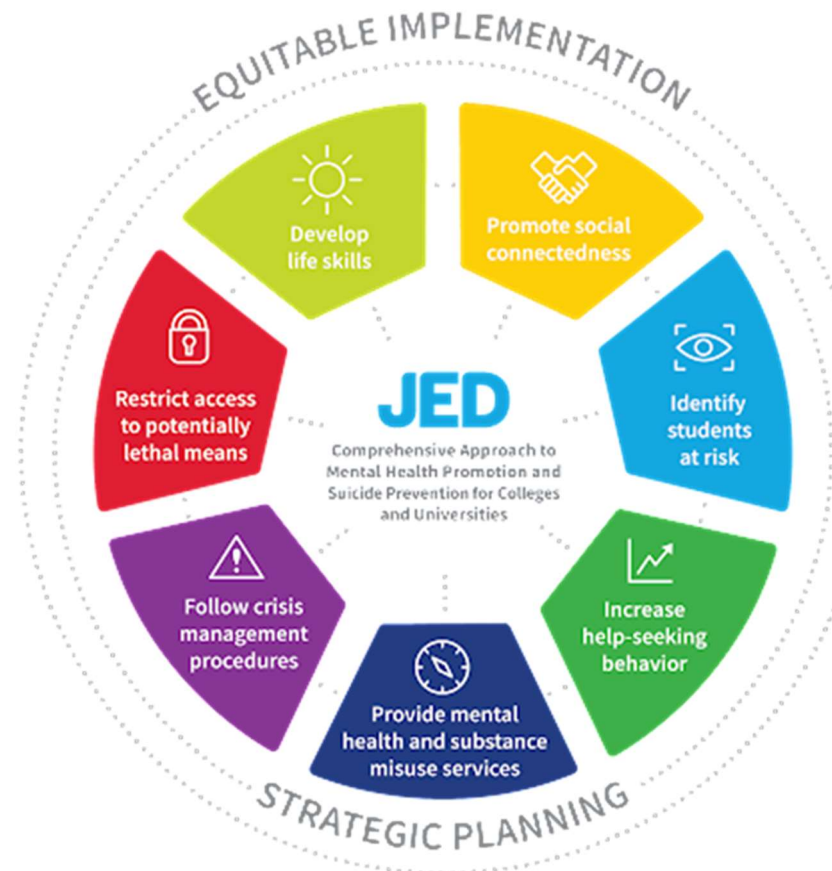 EQUITABLE IMPLEMENTATION
Develop
life skills
Promote social
connectedness
Identify
students
at risk
Increase
help-seeking
behavior
Provide mental
health and substance
misuse services
Follow crisis
management
procedures
Restrict access
to potentially
lethal means
JED
Comprehensive Approach to
Mental Health Promotion and
Suicide Prevention for Colleges
and Universities
STRATEGIC PLANNING